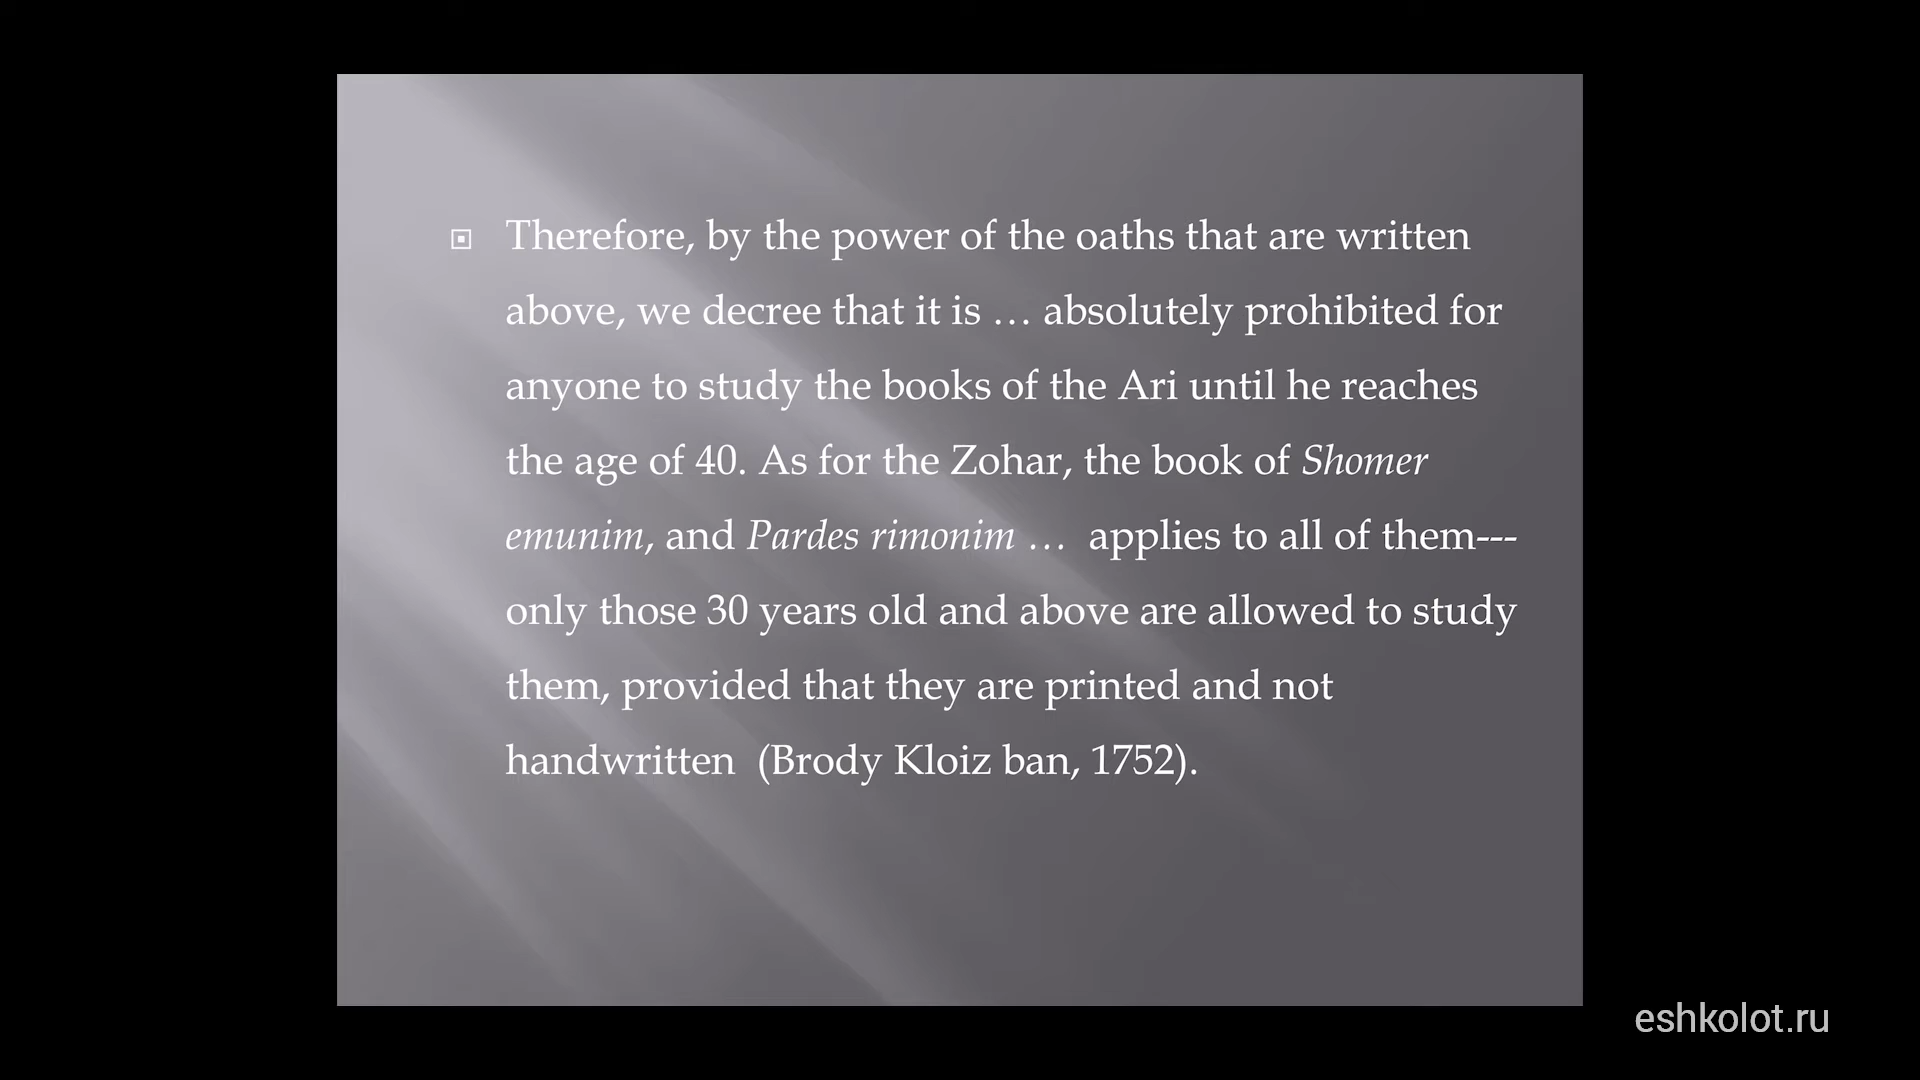 Therefore, by the power of the oaths that are written
above, we decree that it is … absolutely prohibited for
anyone to study the books of the Ari until he reaches
the age of 40. As for the Zohar, the book of Shomer
emunim, and Pardes rimonim …  applies to all of them---
only those 30 years old and above are allowed to study
them, provided that they are printed and not
handwritten  (Brody Kloiz ban, 1752).
eshkolot.ru